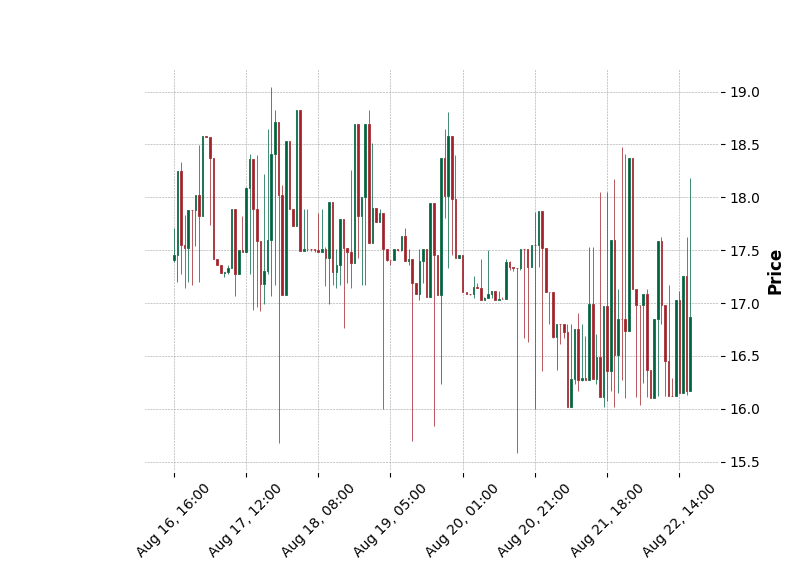 19.0
18.5
18.0
17.5
17.0
16.5
16.0
15.5
Price
Aug 16, 16:00
Aug 17, 12:00
Aug 18, 08:00
Aug 19, 05:00
Aug 20, 01:00
Aug 20, 21:00
Aug 21, 18:00
Aug 22, 14:00